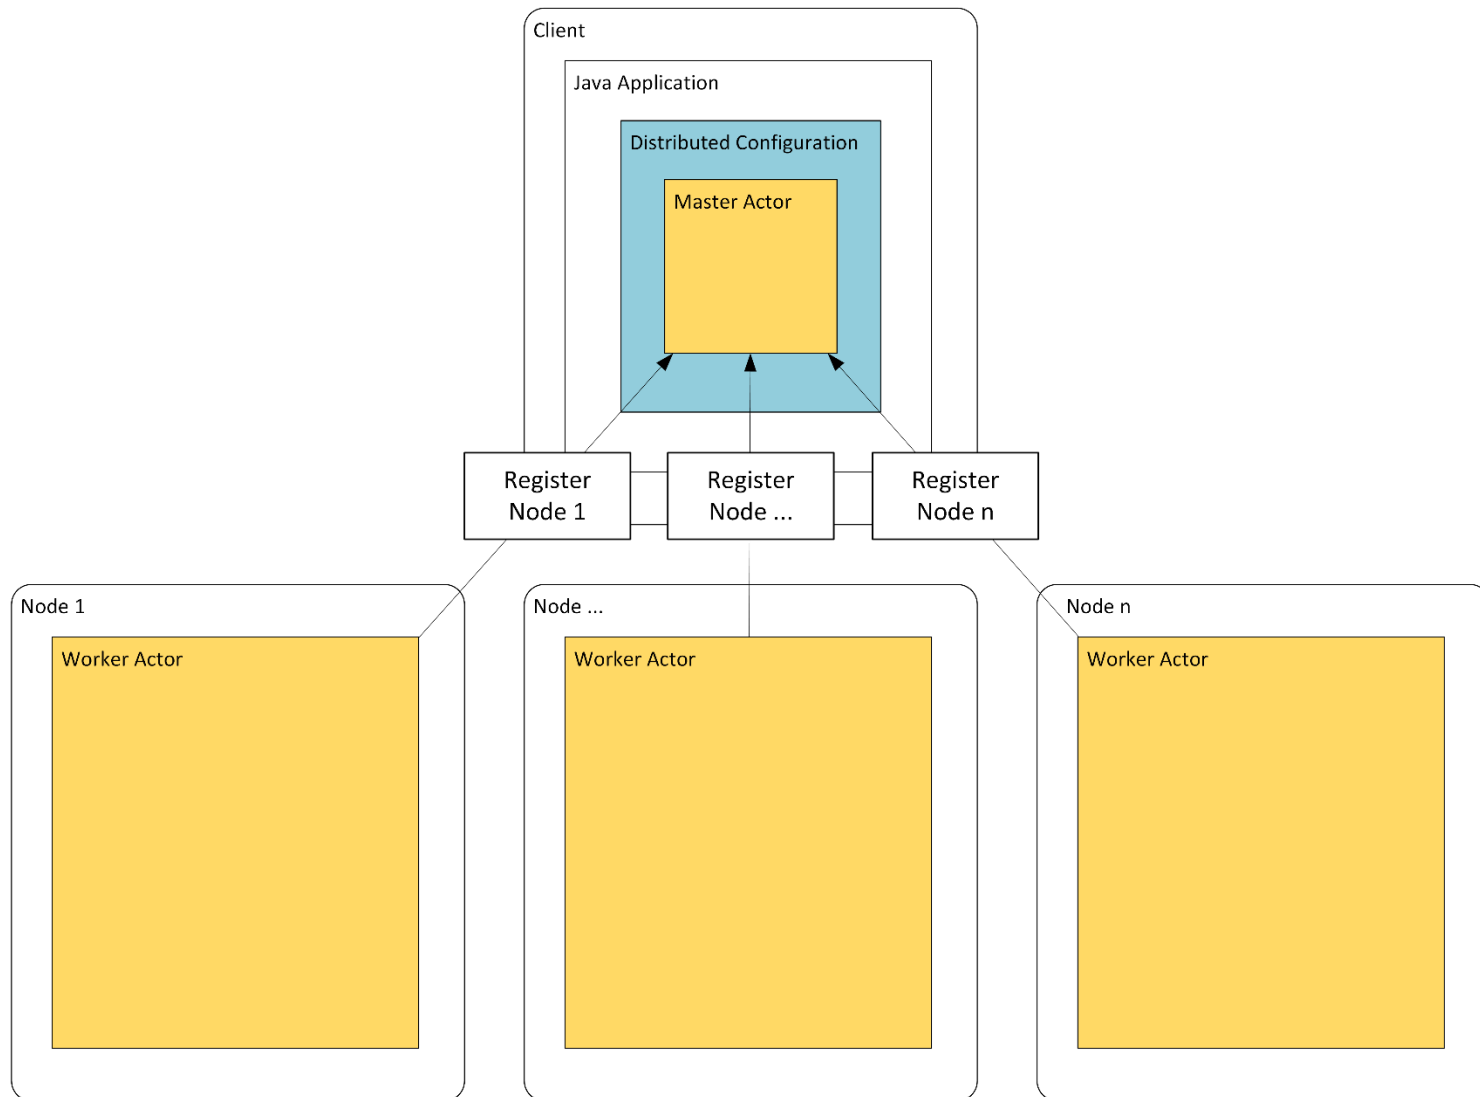 Client
Java Application
Distributed Configuration
Master Actor
Register
Node 1
Register
Node ...
Register
Node n
Node 1
Worker Actor
Node ...
Worker Actor
Node n
Worker Actor